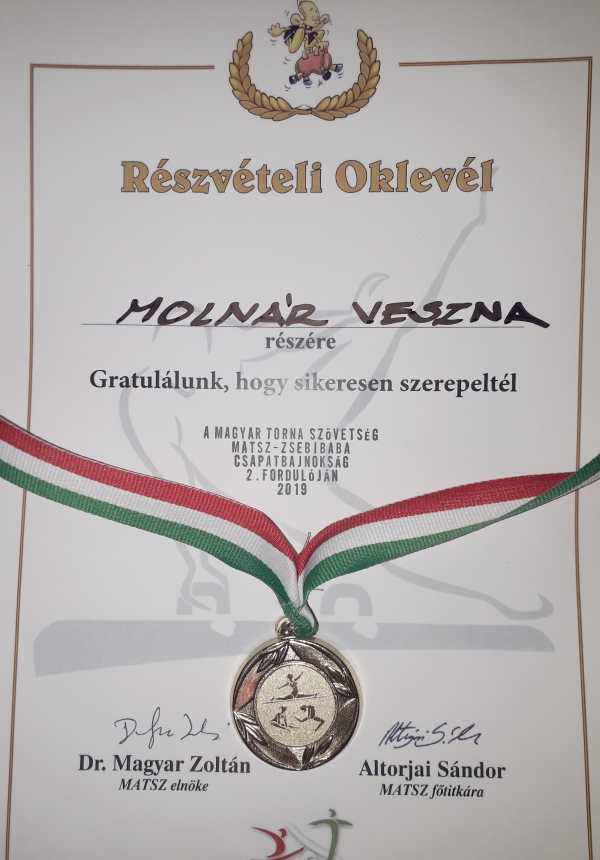 Részvételi Oklevél
MOLNÁR VESZNA
részére
Gratulálunk, hogy sikeresen szerepeltél
A MAGYAR TORNA SZÖVETSÉG
MATSZ-ZSEBIBABA
CSAPATBAJNOKSÁG
2. FORDULÓJÁN
2019
Dr. Magyar Zoltán
MATSZ elnöke
Altorjai Sándor
MATSZ főtitkára